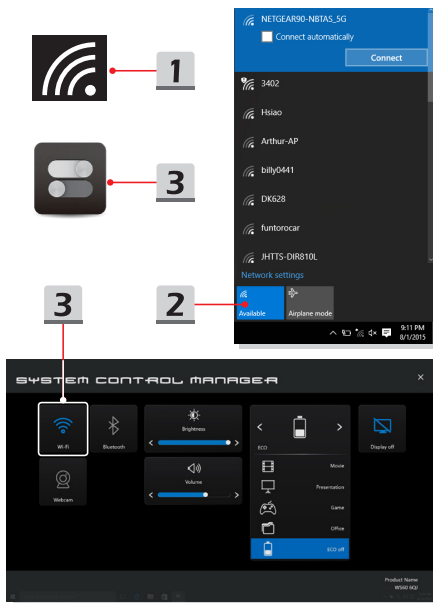 1
3
3
2
NETGEAR90-NBTAS_5G
Connect automatically
Connect
3402
Hsiao
Arthur-AP
billy0441
DK628
funtorocar
JHTTS-DIR810L
Network settings
Available
Airplane mode
9:11 PM
8/1/2015
SYSTEM CONTROL MANAGER
Wi-Fi
Bluetooth
Brightness
ECO
Display off
Webcam
Volume
Movie
Presentation
Game
Office
ECO off
Product Name
WS60 6QJ